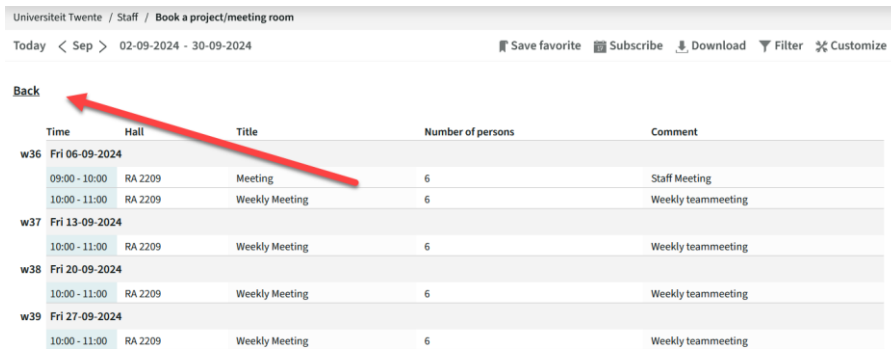 Universiteit Twente / Staff / Book a project/meeting room
Today < Sep > 02-09-2024 - 30-09-2024 Save favorite Subscribe Download Filter Customize
Back
Time Hall Title Number of persons Comment
w36 Fri 06-09-2024
09:00 - 10:00 RA 2209 Meeting 6 Staff Meeting
10:00 - 11:00 RA 2209 Weekly Meeting 6 Weekly teammeeting
w37 Fri 13-09-2024
10:00 - 11:00 RA 2209 Weekly Meeting 6 Weekly teammeeting
w38 Fri 20-09-2024
10:00 - 11:00 RA 2209 Weekly Meeting 6 Weekly teammeeting
w39 Fri 27-09-2024
10:00 - 11:00 RA 2209 Weekly Meeting 6 Weekly teammeeting